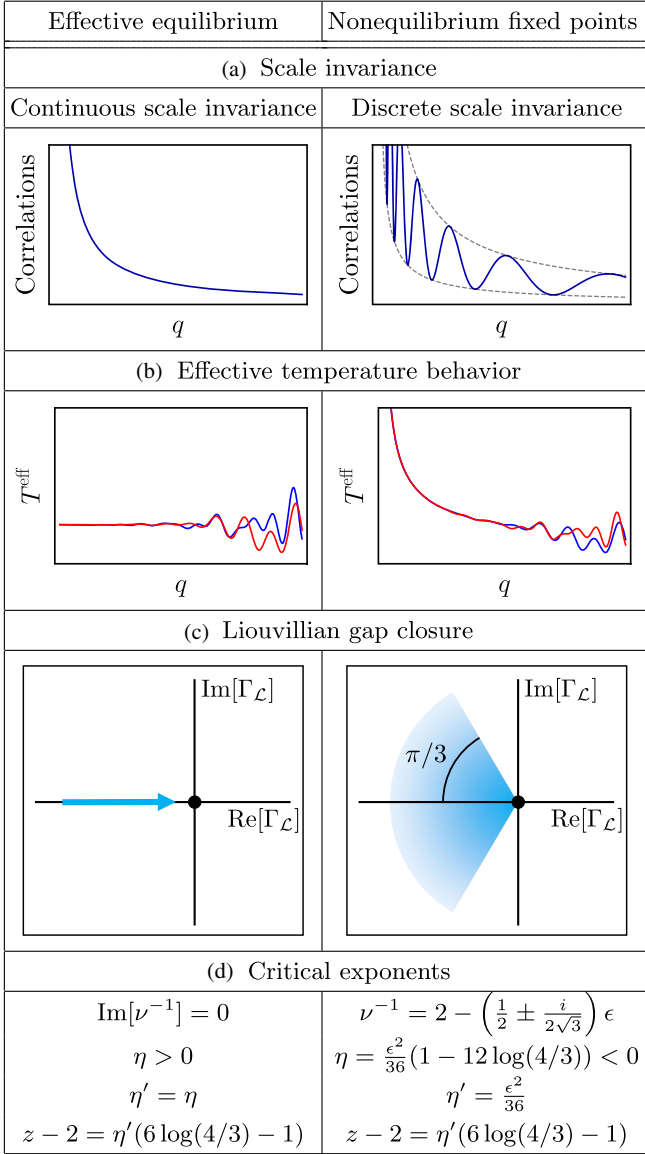 Effective equilibrium Nonequilibrium fixed points
(a) Scale invariance
Continuous scale invariance Discrete scale invariance
Correlations Correlations
q q
(b) Effective temperature behavior
T^eff T^eff
q q
(c) Liouvillian gap closure
Im[Γ_ℒ] Im[Γ_ℒ]
π/3
Re[Γ_ℒ] Re[Γ_ℒ]
(d) Critical exponents
Im[ν^{-1}] = 0 ν^{-1} = 2 − (1/2 ± i/(2√3)) ϵ
η > 0 η = ϵ^2/36 (1 − 12 log(4/3)) < 0
η′ = η η′ = ϵ^2/36
z − 2 = η′(6 log(4/3) − 1) z − 2 = η′(6 log(4/3) − 1)